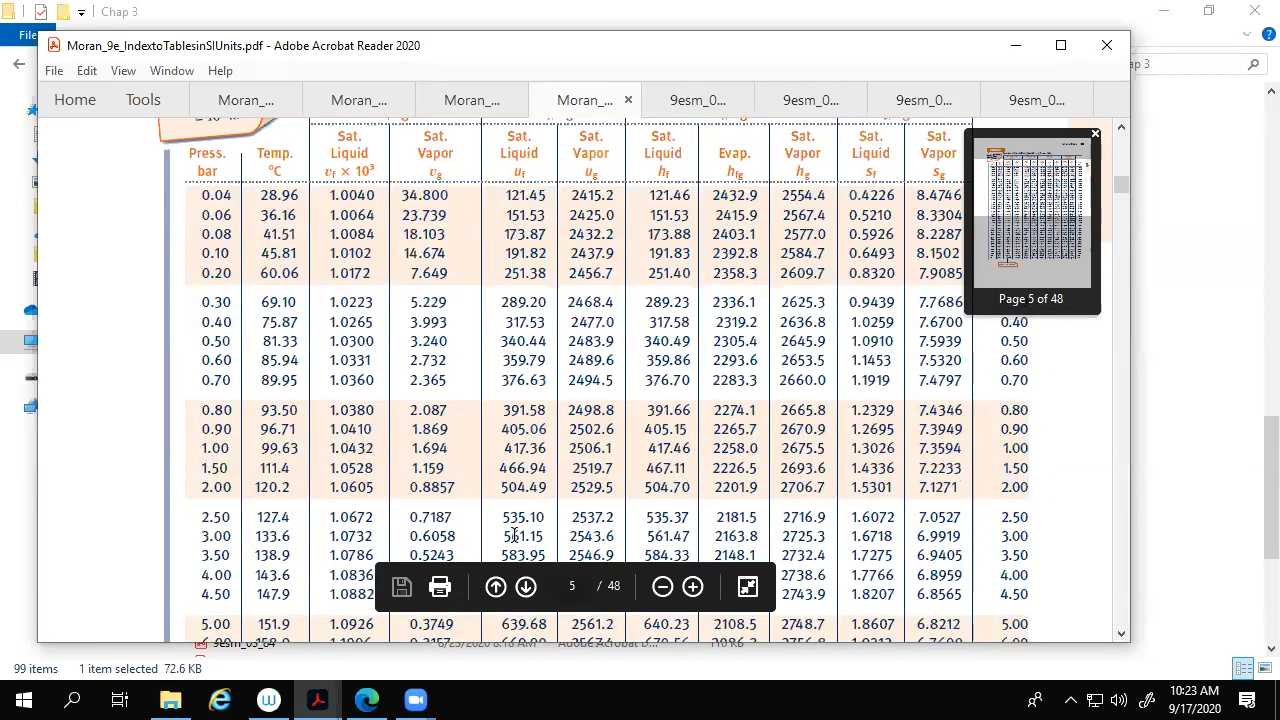 Chap 3
File
Moran_9e_IndextoTablesinSIUnits.pdf - Adobe Acrobat Reader 2020
ap 3
File Edit View Window Help
Home Tools Moran_... Moran_... Moran_... Moran_... 9esm_0... 9esm_0... 9esm_0... 9esm_0...
Sat. Sat. Sat. Sat. Sat. Sat. Sat. Sat.
Press. Temp. Liquid Vapor Liquid Vapor Liquid Evap. Vapor Liquid Vapor
bar °C vf × 10³ vg uf ug hf hfg hg sf sg
0.04 28.96 1.0040 34.800 121.45 2415.2 121.46 2432.9 2554.4 0.4226 8.4746
0.06 36.16 1.0064 23.739 151.53 2425.0 151.53 2415.9 2567.4 0.5210 8.3304
0.08 41.51 1.0084 18.103 173.87 2432.2 173.88 2403.1 2577.0 0.5926 8.2287
0.10 45.81 1.0102 14.674 191.82 2437.9 191.83 2392.8 2584.7 0.6493 8.1502
0.20 60.06 1.0172 7.649 251.38 2456.7 251.40 2358.3 2609.7 0.8320 7.9085
Page 5 of 48
0.30 69.10 1.0223 5.229 289.20 2468.4 289.23 2336.1 2625.3 0.9439 7.7686
0.40 75.87 1.0265 3.993 317.53 2477.0 317.58 2319.2 2636.8 1.0259 7.6700 0.40
0.50 81.33 1.0300 3.240 340.44 2483.9 340.49 2305.4 2645.9 1.0910 7.5939 0.50
0.60 85.94 1.0331 2.732 359.79 2489.6 359.86 2293.6 2653.5 1.1453 7.5320 0.60
0.70 89.95 1.0360 2.365 376.63 2494.5 376.70 2283.3 2660.0 1.1919 7.4797 0.70
0.80 93.50 1.0380 2.087 391.58 2498.8 391.66 2274.1 2665.8 1.2329 7.4346 0.80
0.90 96.71 1.0410 1.869 405.06 2502.6 405.15 2265.7 2670.9 1.2695 7.3949 0.90
1.00 99.63 1.0432 1.694 417.36 2506.1 417.46 2258.0 2675.5 1.3026 7.3594 1.00
1.50 111.4 1.0528 1.159 466.94 2519.7 467.11 2226.5 2693.6 1.4336 7.2233 1.50
2.00 120.2 1.0605 0.8857 504.49 2529.5 504.70 2201.9 2706.7 1.5301 7.1271 2.00
2.50 127.4 1.0672 0.7187 535.10 2537.2 535.37 2181.5 2716.9 1.6072 7.0527 2.50
3.00 133.6 1.0732 0.6058 561.15 2543.6 561.47 2163.8 2725.3 1.6718 6.9919 3.00
3.50 138.9 1.0786 0.5243 583.95 2546.9 584.33 2148.1 2732.4 1.7275 6.9405 3.50
4.00 143.6 1.0836 2738.6 1.7766 6.8959 4.00
4.50 147.9 1.0882 2743.9 1.8207 6.8565 4.50
5 / 48
5.00 151.9 1.0926 0.3749 639.68 2561.2 640.23 2108.5 2748.7 1.8607 6.8212 5.00
99 items 1 item selected 72.6 KB
10:23 AM
9/17/2020